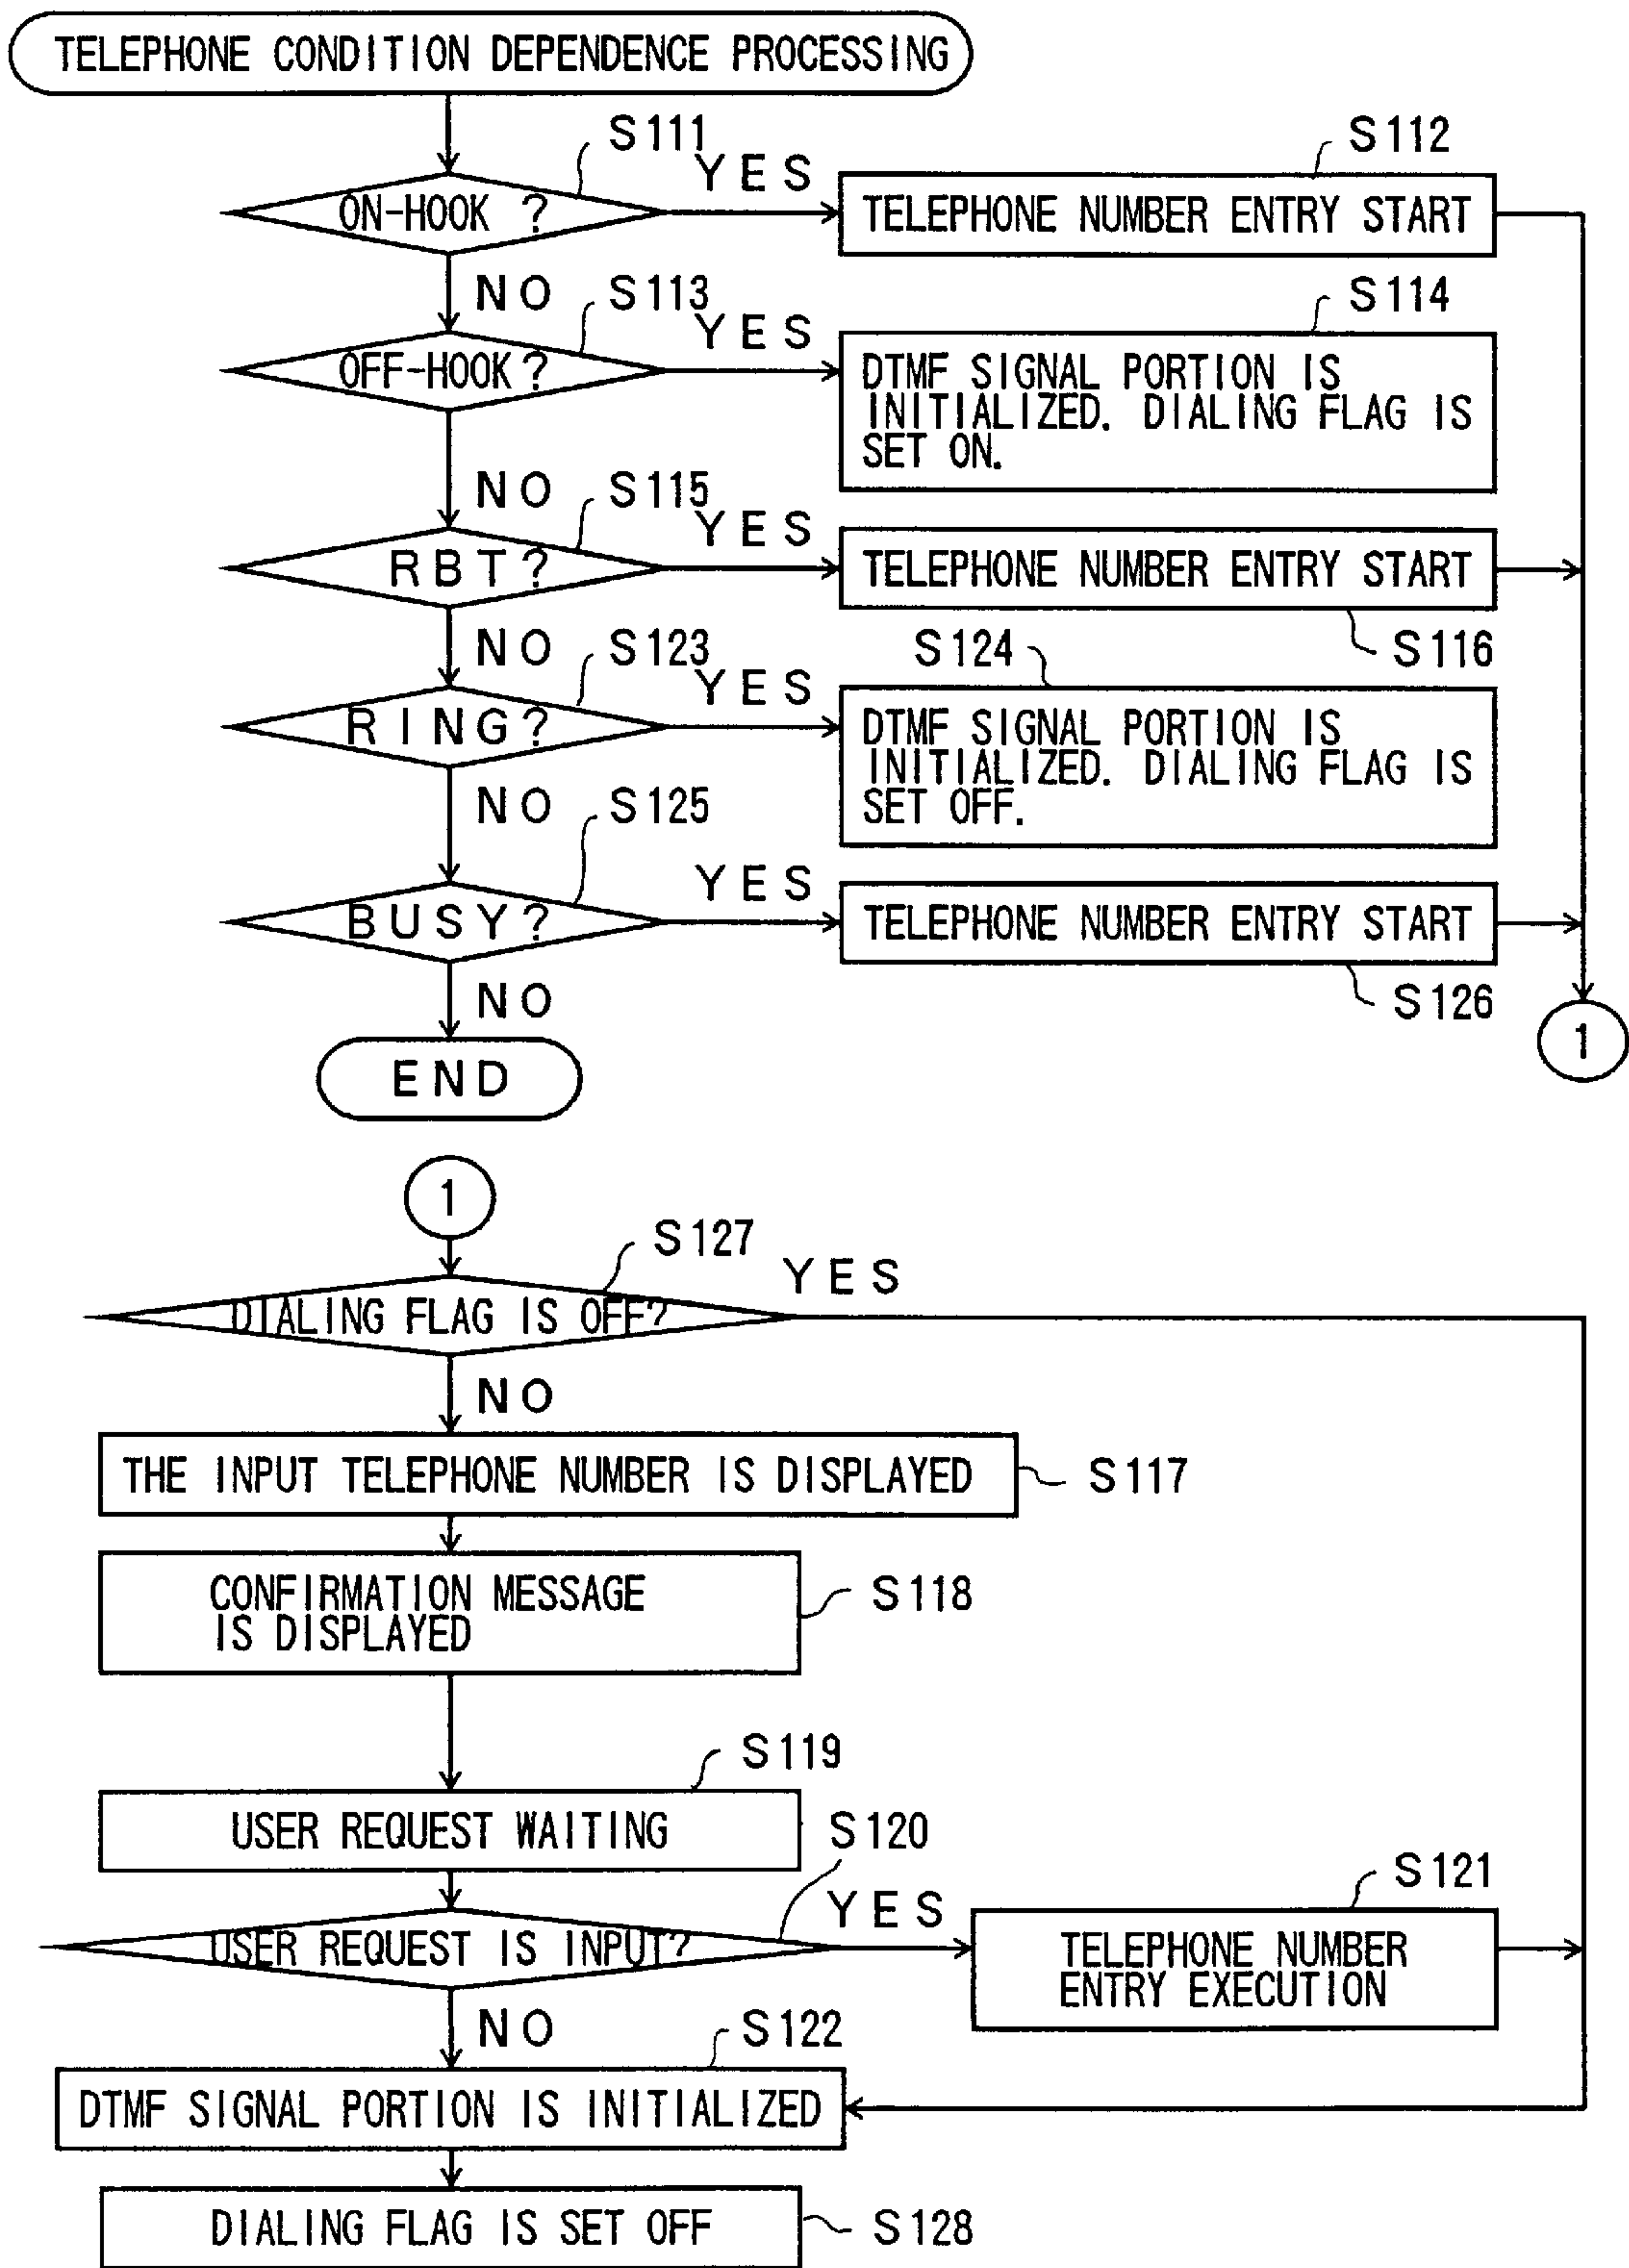 TELEPHONE CONDITION DEPENDENCE PROCESSING
S111
YES
S112
ON-HOOK ?
TELEPHONE NUMBER ENTRY START
NO
S113
YES
S114
OFF-HOOK?
DTMF SIGNAL PORTION IS
INITIALIZED. DIALING FLAG IS
SET ON.
NO
S115
YES
RBT?
TELEPHONE NUMBER ENTRY START
S116
NO
S123
YES
S124
RING?
DTMF SIGNAL PORTION IS
INITIALIZED. DIALING FLAG IS
SET OFF.
NO
S125
YES
BUSY?
TELEPHONE NUMBER ENTRY START
S126
NO
1
END
1
S127
YES
DIALING FLAG IS OFF?
NO
THE INPUT TELEPHONE NUMBER IS DISPLAYED
S117
CONFIRMATION MESSAGE
IS DISPLAYED
S118
S119
USER REQUEST WAITING
S120
YES
S121
USER REQUEST IS INPUT?
TELEPHONE NUMBER
ENTRY EXECUTION
NO
S122
DTMF SIGNAL PORTION IS INITIALIZED
DIALING FLAG IS SET OFF
S128